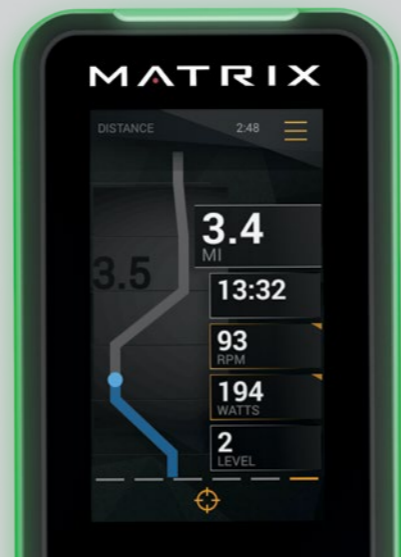 MATRIX
DISTANCE 2:48
3.4
MI
3.5
13:32
93
RPM
194
WATTS
2
LEVEL